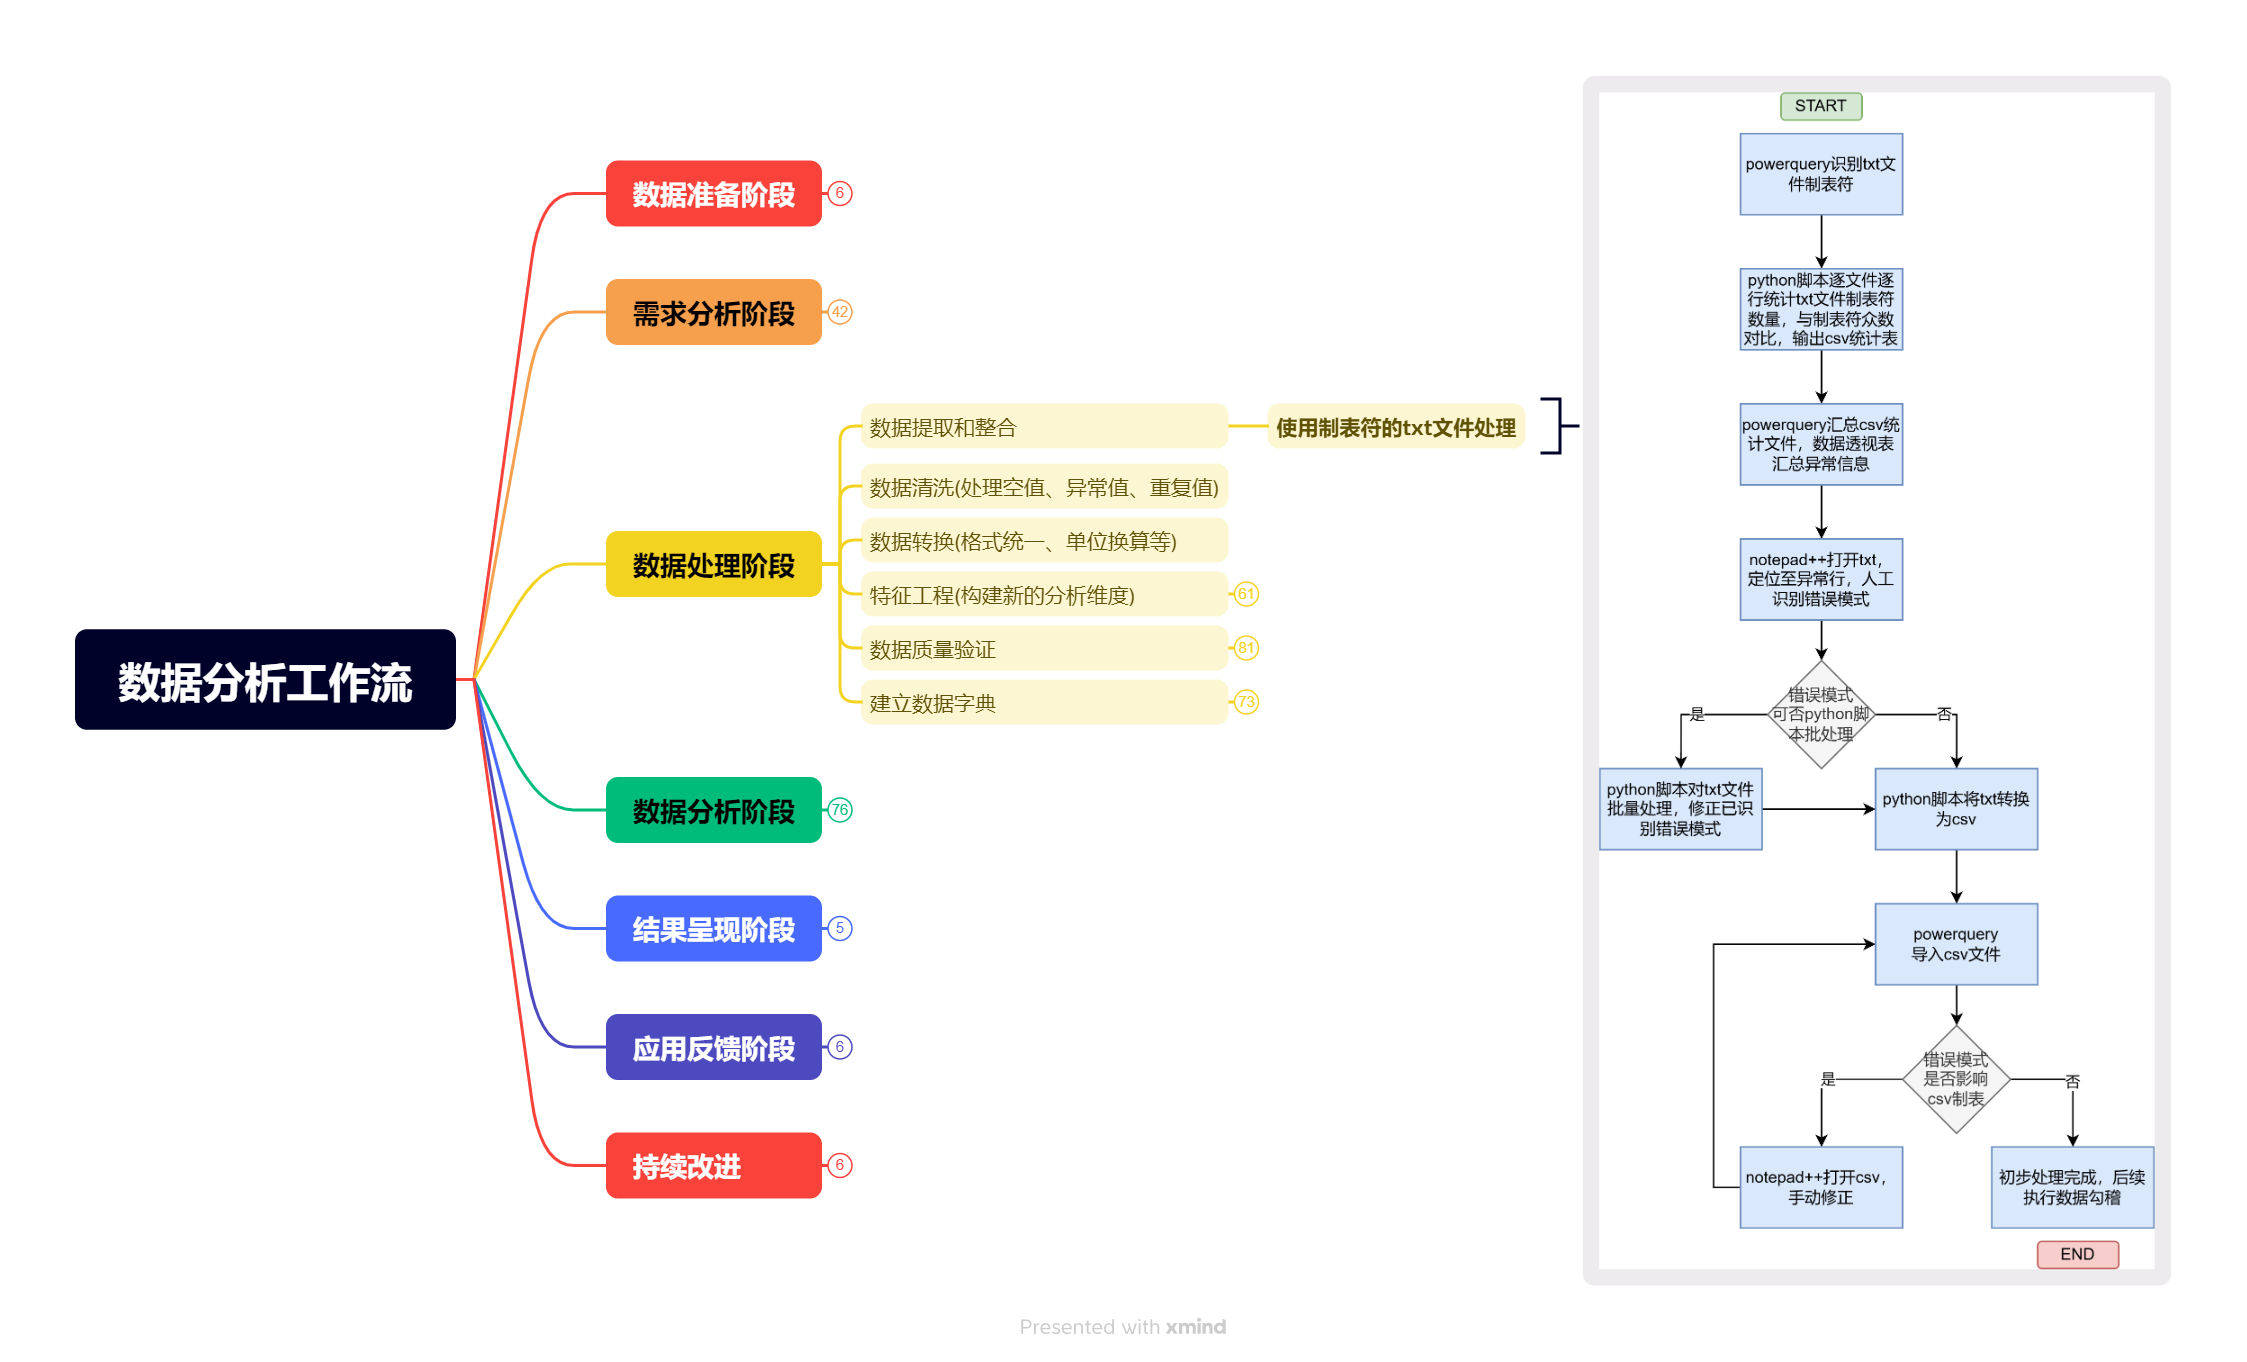 数据分析工作流
数据准备阶段
6
需求分析阶段
42
数据处理阶段
数据提取和整合
使用制表符的txt文件处理
数据清洗(处理空值、异常值、重复值)
数据转换(格式统一、单位换算等)
特征工程(构建新的分析维度)
61
数据质量验证
81
建立数据字典
73
数据分析阶段
76
结果呈现阶段
5
应用反馈阶段
6
持续改进
6
START
powerquery识别txt文
件制表符
python脚本逐文件逐
行统计txt文件制表符
数量，与制表符众数
对比，输出csv统计表
powerquery汇总csv统
计文件，数据透视表
汇总异常信息
notepad++打开txt，
定位至异常行，人工
识别错误模式
错误模式
可否python脚
本批处理
是
否
python脚本对txt文件
批量处理，修正已识
别错误模式
python脚本将txt转换
为csv
powerquery
导入csv文件
错误模式
是否影响
csv制表
是
否
notepad++打开csv，
手动修正
初步处理完成，后续
执行数据勾稽
END
Presented with xmind